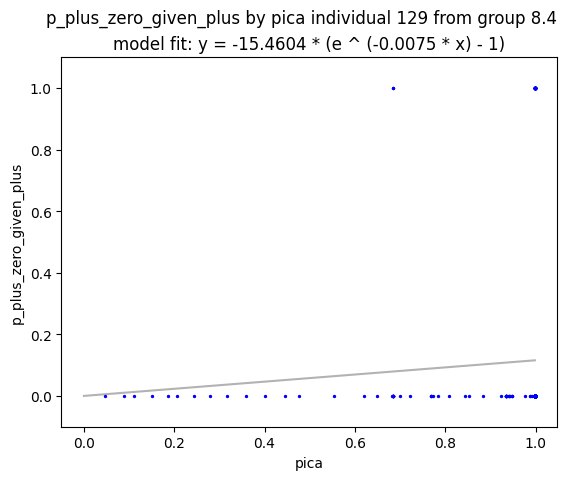 p_plus_zero_given_plus by pica individual 129 from group 8.4
model fit: y = -15.4604 * (e ^ (-0.0075 * x) - 1)
1.0
0.8
0.6
0.4
0.2
0.0
p_plus_zero_given_plus
0.0 0.2 0.4 0.6 0.8 1.0
pica